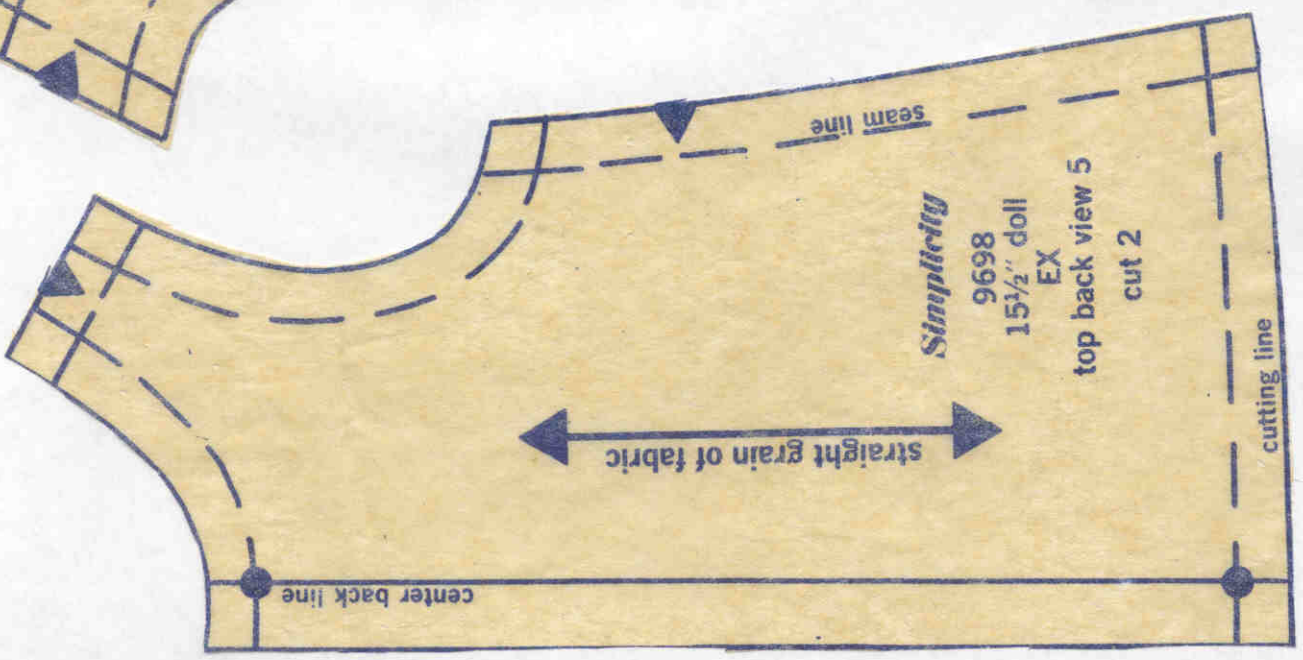 Simplicity
9698
15½" doll
EX
top back view 5
cut 2
seam line
straight grain of fabric
center back line
cutting line